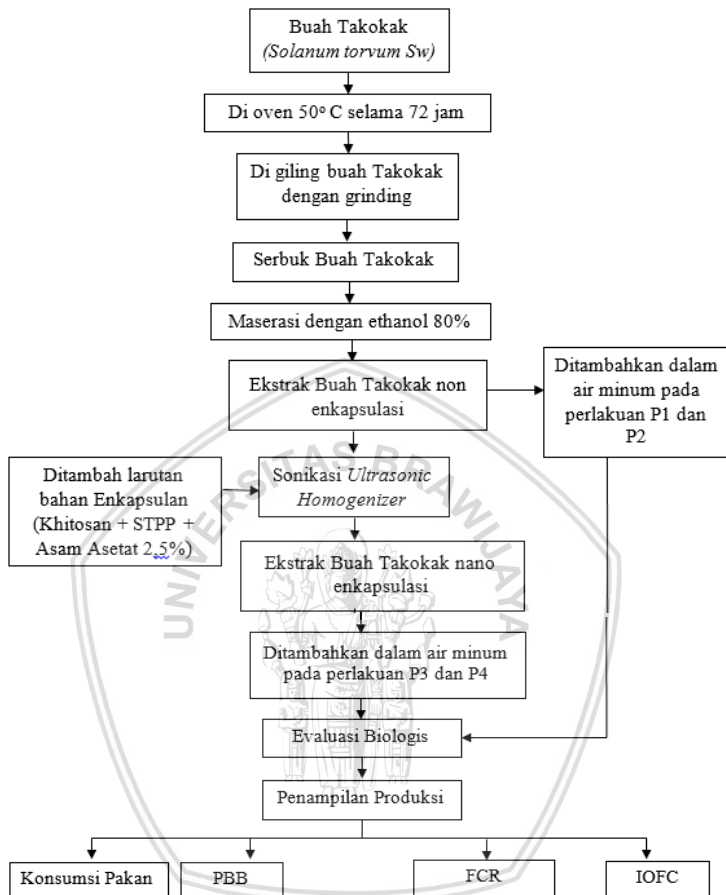 Buah Takokak
(Solanum torvum Sw)
Di oven 50° C selama 72 jam
Di giling buah Takokak
dengan grinding
Serbuk Buah Takokak
Maserasi dengan ethanol 80%
Ekstrak Buah Takokak non
enkapsulasi
Ditambahkan dalam
air minum pada
perlakuan P1 dan
P2
Ditambah larutan
bahan Enkapsulan
(Khitosan + STPP +
Asam Asetat 2,5%)
Sonikasi Ultrasonic
Homogenizer
Ekstrak Buah Takokak nano
enkapsulasi
Ditambahkan dalam air minum
pada perlakuan P3 dan P4
Evaluasi Biologis
Penampilan Produksi
Konsumsi Pakan
PBB
FCR
IOFC
UNIVERSITAS BRAWIJAYA